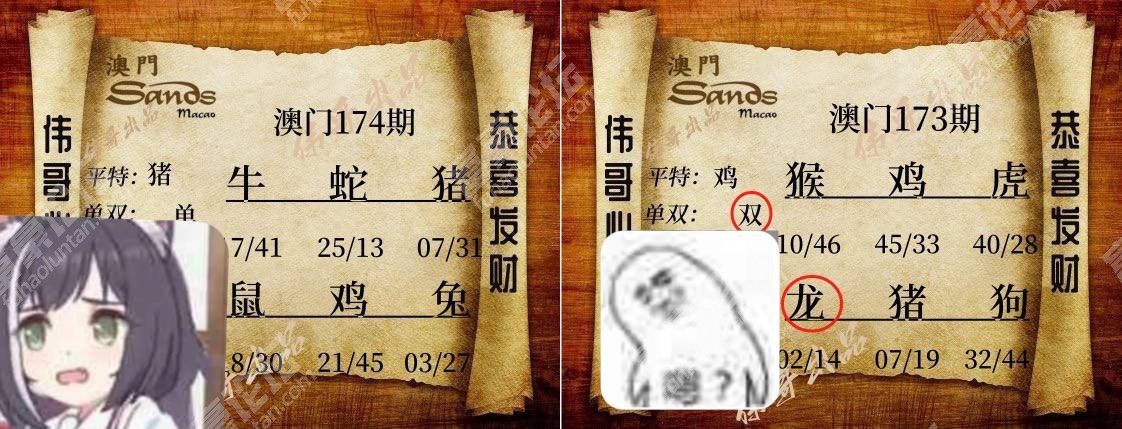 澳門
Sands
Macao
澳门174期
伟哥心
恭喜发财
平特：猪
牛 蛇 猪
单双：单
7/41 25/13 07/31
鼠 鸡 兔
8/30 21/45 03/27
澳門
Sands
Macao
澳门173期
伟哥心
恭喜发财
平特：鸡
猴 鸡 虎
单双：双
10/46 45/33 40/28
龙 猪 狗
02/14 07/19 32/44
嗯？